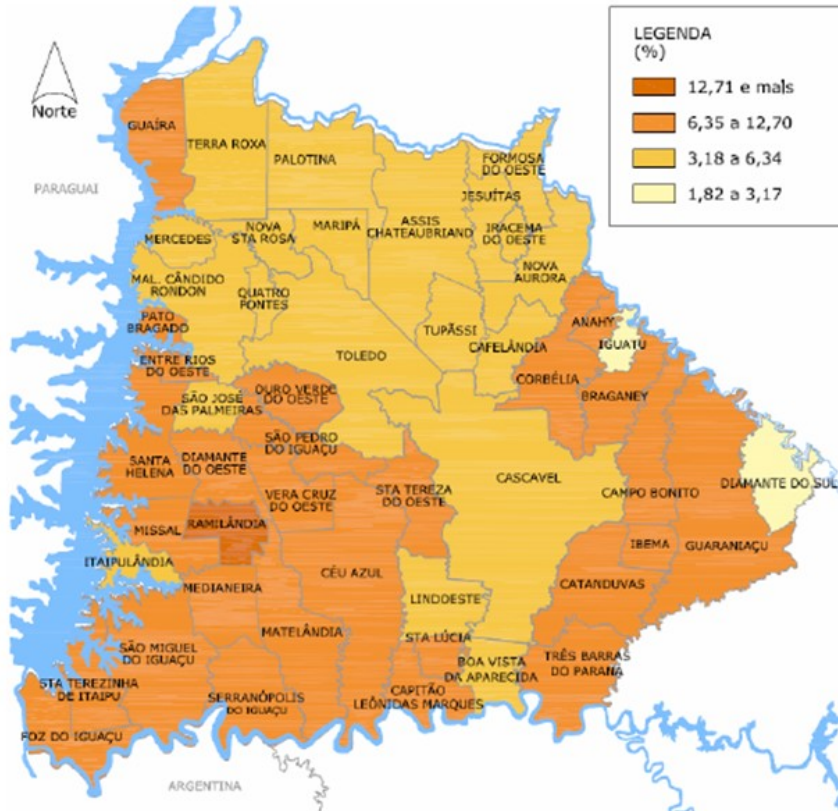 LEGENDA
(%)
12,71 e mais
6,35 a 12,70
3,18 a 6,34
1,82 a 3,17
Norte
GUAÍRA
TERRA ROXA
PALOTINA
FORMOSA
DO OESTE
PARAGUAI
JESUÍTAS
MERCEDES
NOVA
STA ROSA
MARIPÁ
ASSIS
CHATEAUBRIAND
IRACEMA
DO OESTE
MAL. CÂNDIDO
RONDON
QUATRO
PONTES
NOVA
AURORA
PATO
BRAGADO
TUPÃSSI
ANAHY
IGUATU
ENTRE RIOS
DO OESTE
TOLEDO
CAFELÂNDIA
CORBÉLIA
OURO VERDE
DO OESTE
BRAGANEY
SÃO JOSÉ
DAS PALMEIRAS
SÃO PEDRO
DO IGUAÇÚ
SANTA
HELENA
DIAMANTE
DO OESTE
CASCAVEL
DIAMANTE DO SUL
VERA CRUZ
DO OESTE
STA TEREZA
DO OESTE
CAMPO BONITO
MISSAL
RAMILÂNDIA
IBEMA
GUARANIAÇU
ITAIPULÂNDIA
CÉU AZUL
CATANDUVAS
MEDIANEIRA
LINDOESTE
MATELÂNDIA
STA LÚCIA
SÃO MIGUEL
DO IGUAÇÚ
BOA VISTA
DA APARECIDA
TRÊS BARRAS
DO PARANÁ
STA TEREZINHA
DE ITAIPU
SERRANÓPOLIS
DO IGUAÇÚ
CAPITÃO
LEÔNIDAS MARQUES
FOZ DO IGUAÇU
ARGENTINA